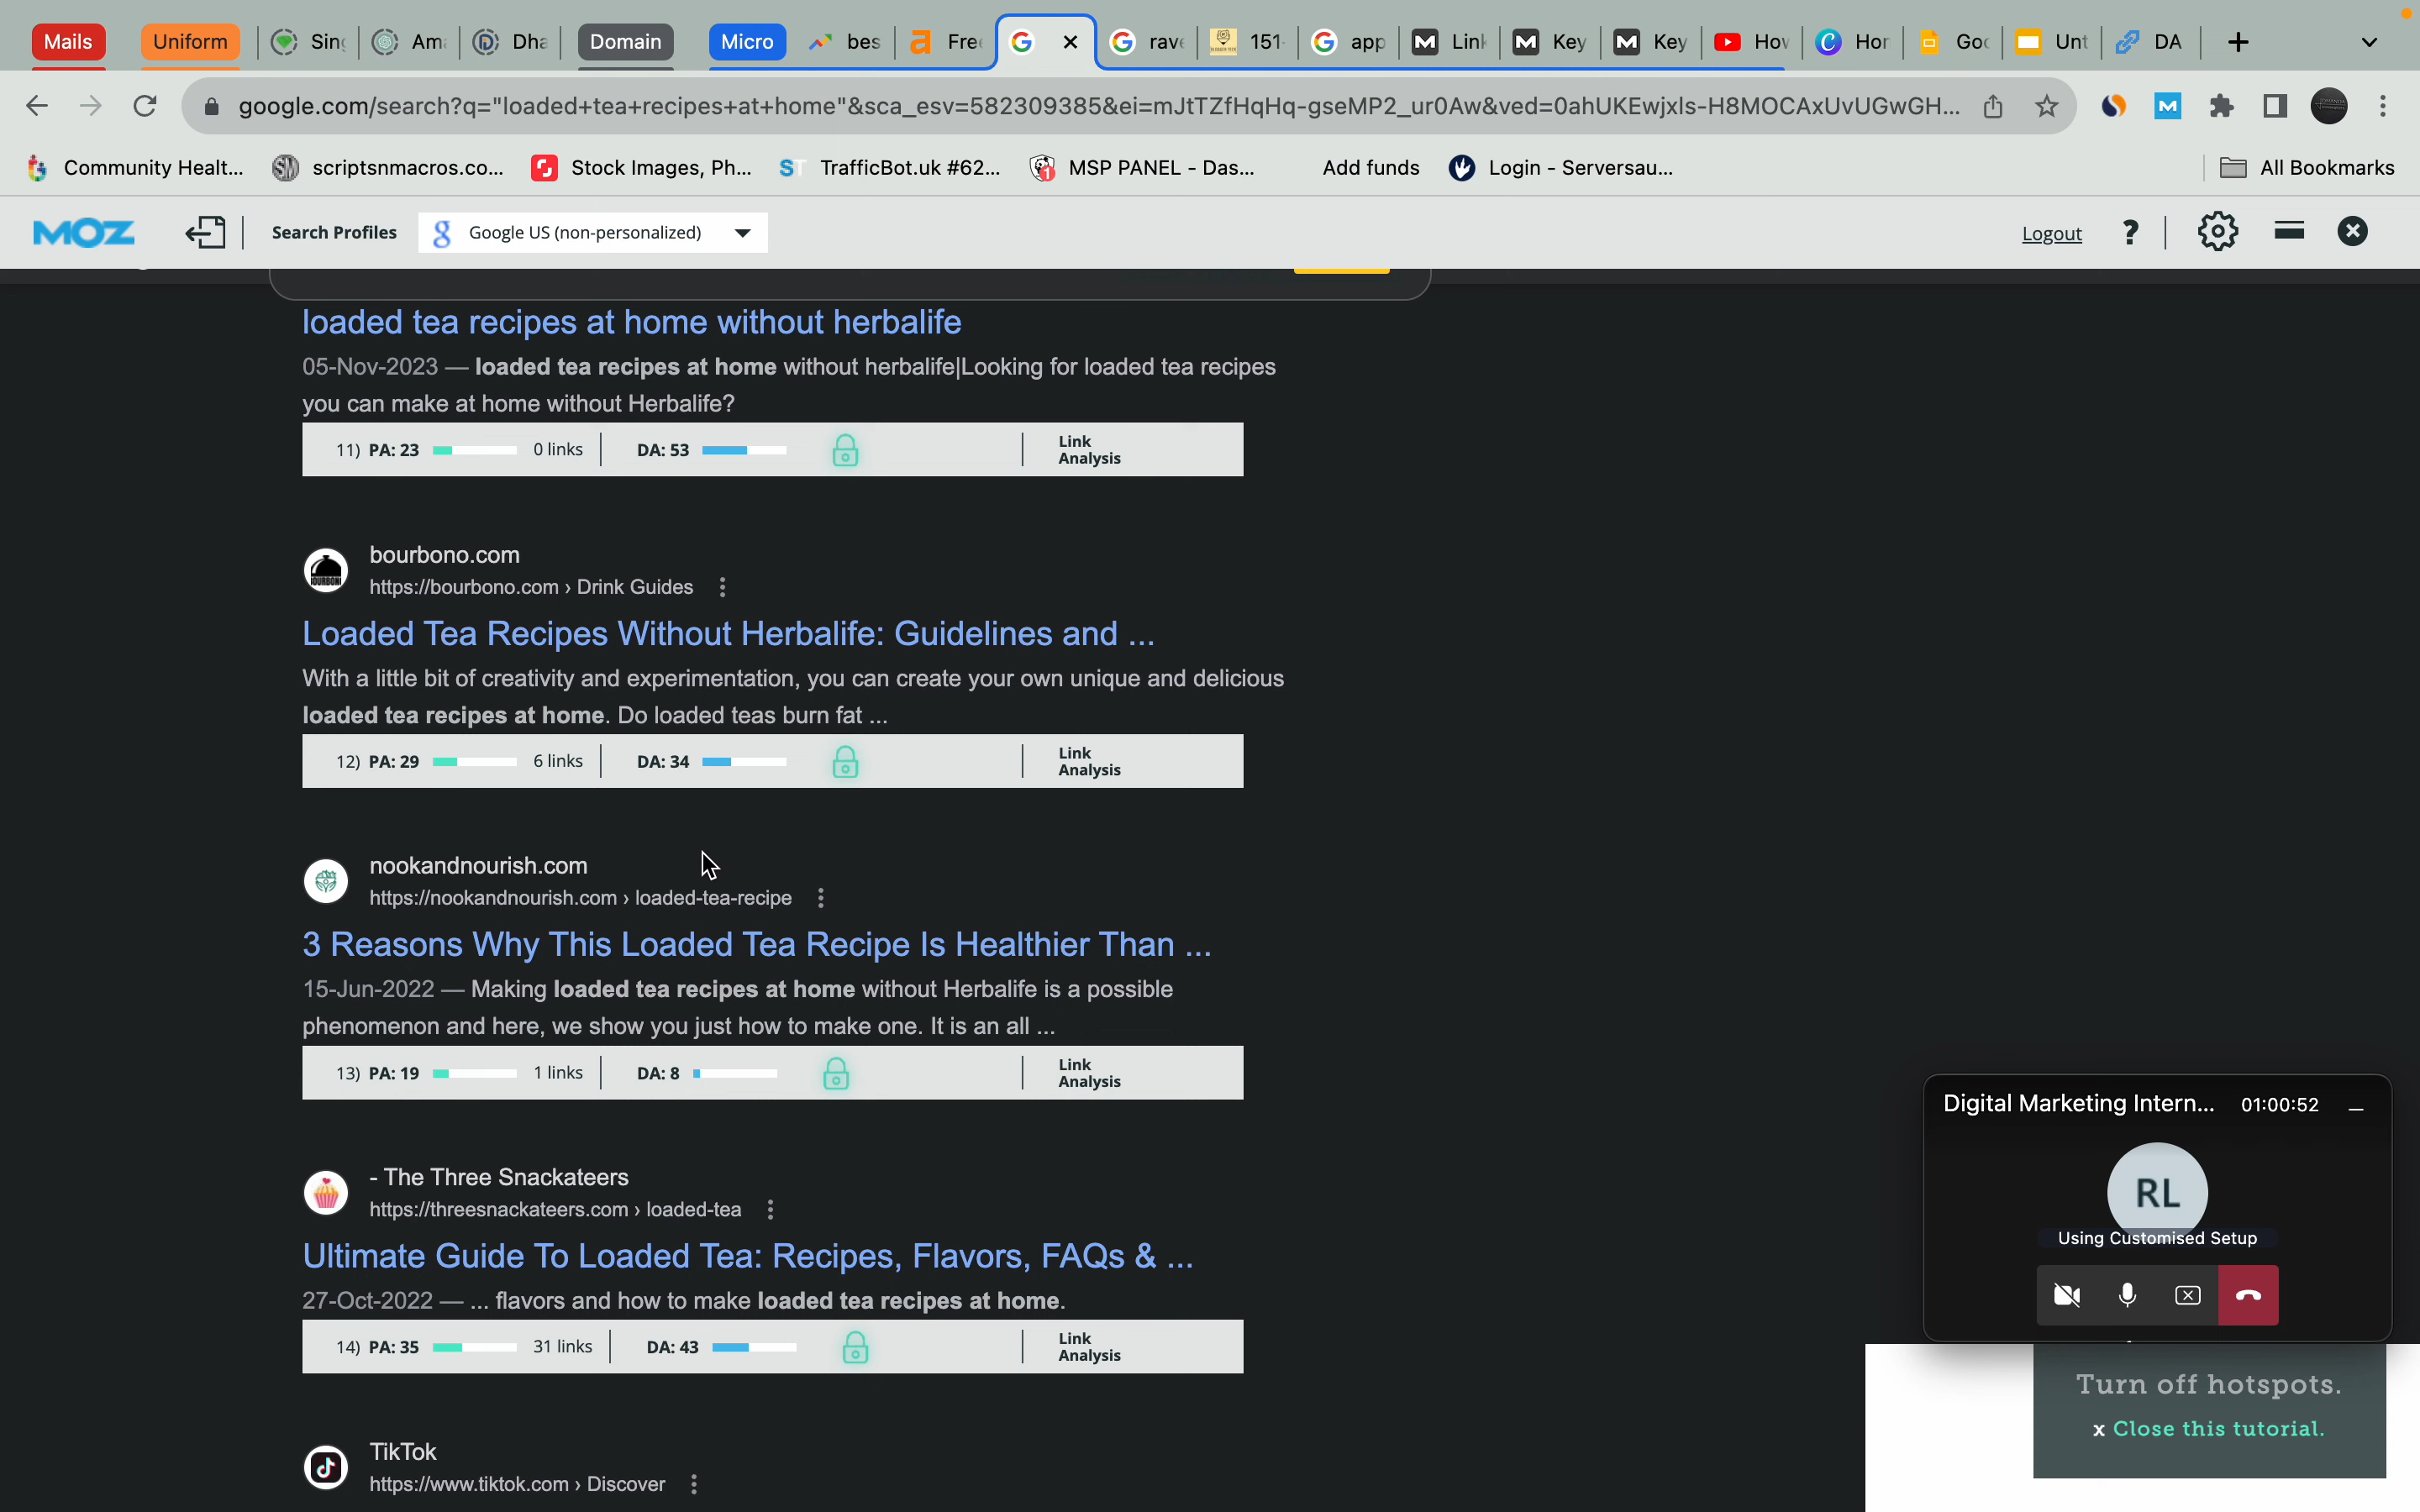 Mails Uniform Sin Am Dha Domain Micro bes Fre rav 151 app Link Key Key How Hor Goo Unt DA
google.com/search?q="loaded+tea+recipes+at+home"&sca_esv=582309385&ei=mJtTZfHqHq-gseMP2_ur0Aw&ved=0ahUKEwjxls-H8MOCAxUvUGwGH...
Community Healt... scriptsnmacros.co... Stock Images, Ph... TrafficBot.uk #62... MSP PANEL - Das... Add funds Login - Serversau... All Bookmarks
MOZ Search Profiles Google US (non-personalized) Logout ?
loaded tea recipes at home without herbalife
05-Nov-2023 — loaded tea recipes at home without herbalife|Looking for loaded tea recipes
you can make at home without Herbalife?
11) PA: 23 0 links DA: 53 Link Analysis
bourbono.com
https://bourbono.com › Drink Guides
Loaded Tea Recipes Without Herbalife: Guidelines and ...
With a little bit of creativity and experimentation, you can create your own unique and delicious
loaded tea recipes at home. Do loaded teas burn fat ...
12) PA: 29 6 links DA: 34 Link Analysis
nookandnourish.com
https://nookandnourish.com › loaded-tea-recipe
3 Reasons Why This Loaded Tea Recipe Is Healthier Than ...
15-Jun-2022 — Making loaded tea recipes at home without Herbalife is a possible
phenomenon and here, we show you just how to make one. It is an all ...
13) PA: 19 1 links DA: 8 Link Analysis
- The Three Snackateers
https://threesnackateers.com › loaded-tea
Ultimate Guide To Loaded Tea: Recipes, Flavors, FAQs & ...
27-Oct-2022 — ... flavors and how to make loaded tea recipes at home.
14) PA: 35 31 links DA: 43 Link Analysis
TikTok
https://www.tiktok.com › Discover
Digital Marketing Intern... 01:00:52
RL
Using Customised Setup
Turn off hotspots.
x Close this tutorial.